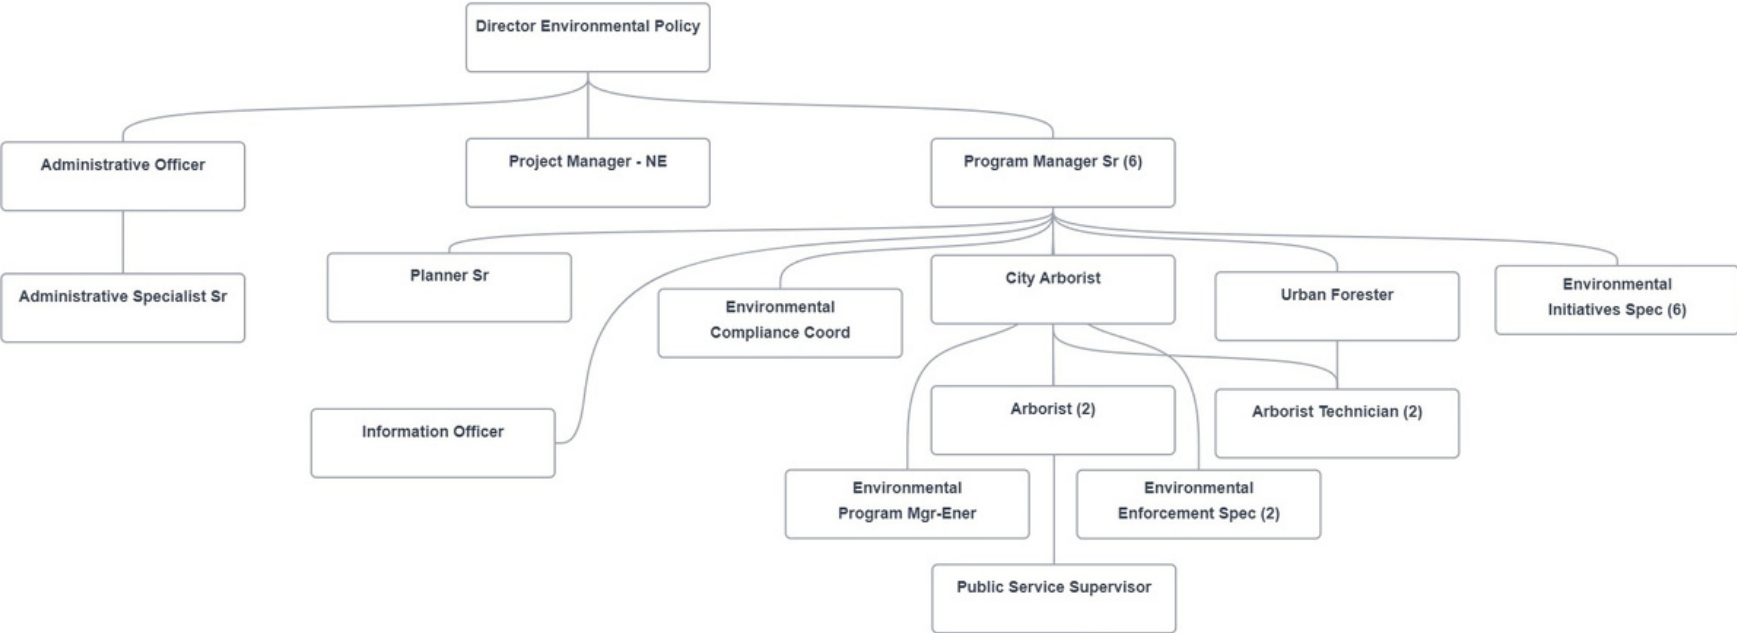 Director Environmental Policy
Administrative Officer
Project Manager - NE
Program Manager Sr (6)
Administrative Specialist Sr
Planner Sr
Environmental
Compliance Coord
City Arborist
Urban Forester
Environmental
Initiatives Spec (6)
Information Officer
Arborist (2)
Arborist Technician (2)
Environmental
Program Mgr-Ener
Environmental
Enforcement Spec (2)
Public Service Supervisor